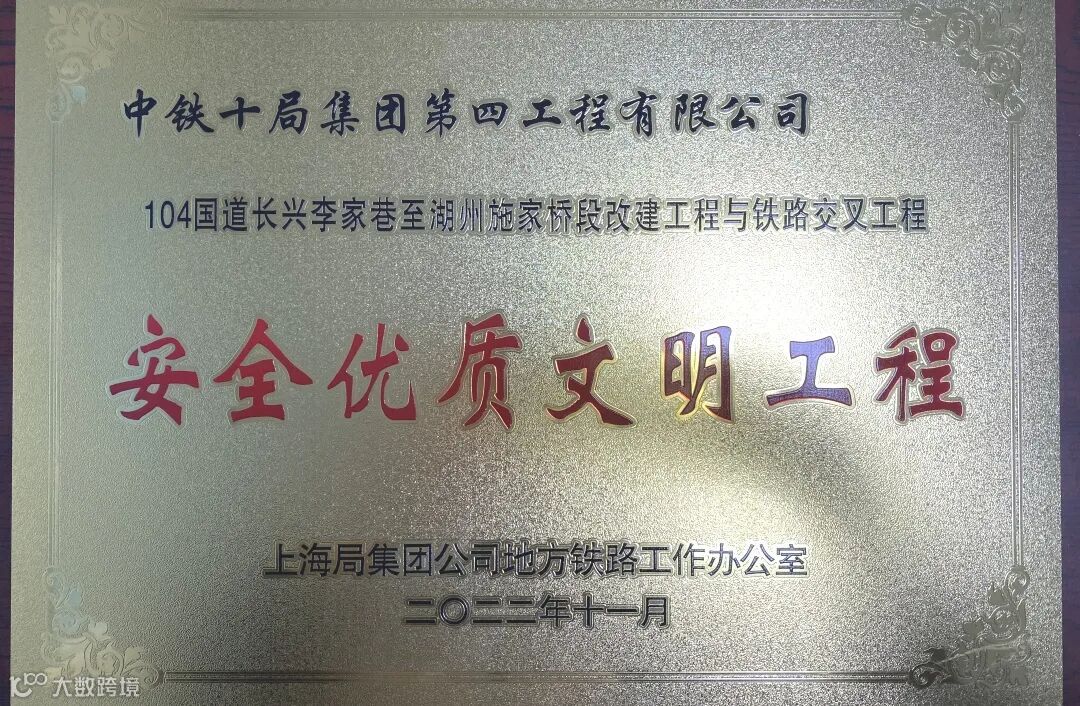 中铁十局集团第四工程有限公司
104国道长兴李家巷至湖州施家桥段改建工程与铁路交叉工程
安全优质文明工程
上海局集团公司地方铁路工作办公室
二〇二二年十一月
大数跨境